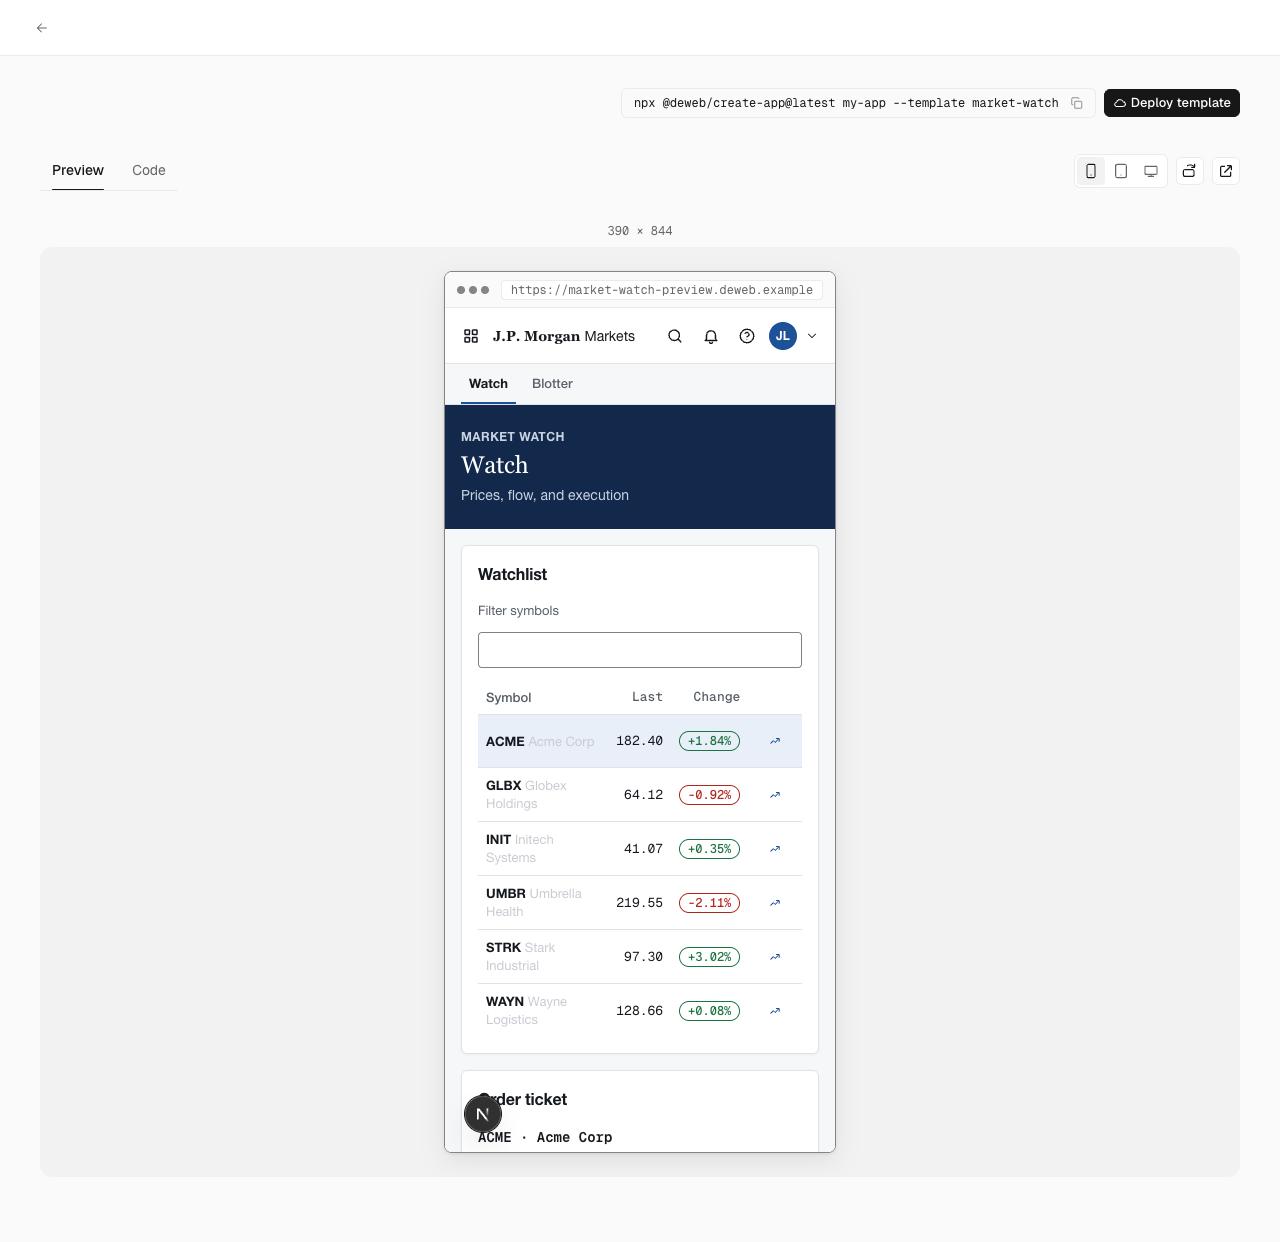 npx @deweb/create-app@latest my-app --template market-watch
Deploy template
Preview
Code
390 × 844
https://market-watch-preview.deweb.example
J.P. Morgan Markets
JL
Watch
Blotter
MARKET WATCH
Watch
Prices, flow, and execution
Watchlist
Filter symbols
Symbol Last Change
ACME Acme Corp 182.40 +1.84%
GLBX Globex
Holdings
64.12 -0.92%
INIT Initech
Systems
41.07 +0.35%
UMBR Umbrella
Health
219.55 -2.11%
STRK Stark
Industrial
97.30 +3.02%
WAYN Wayne
Logistics
128.66 +0.08%
Order ticket
N
ACME · Acme Corp